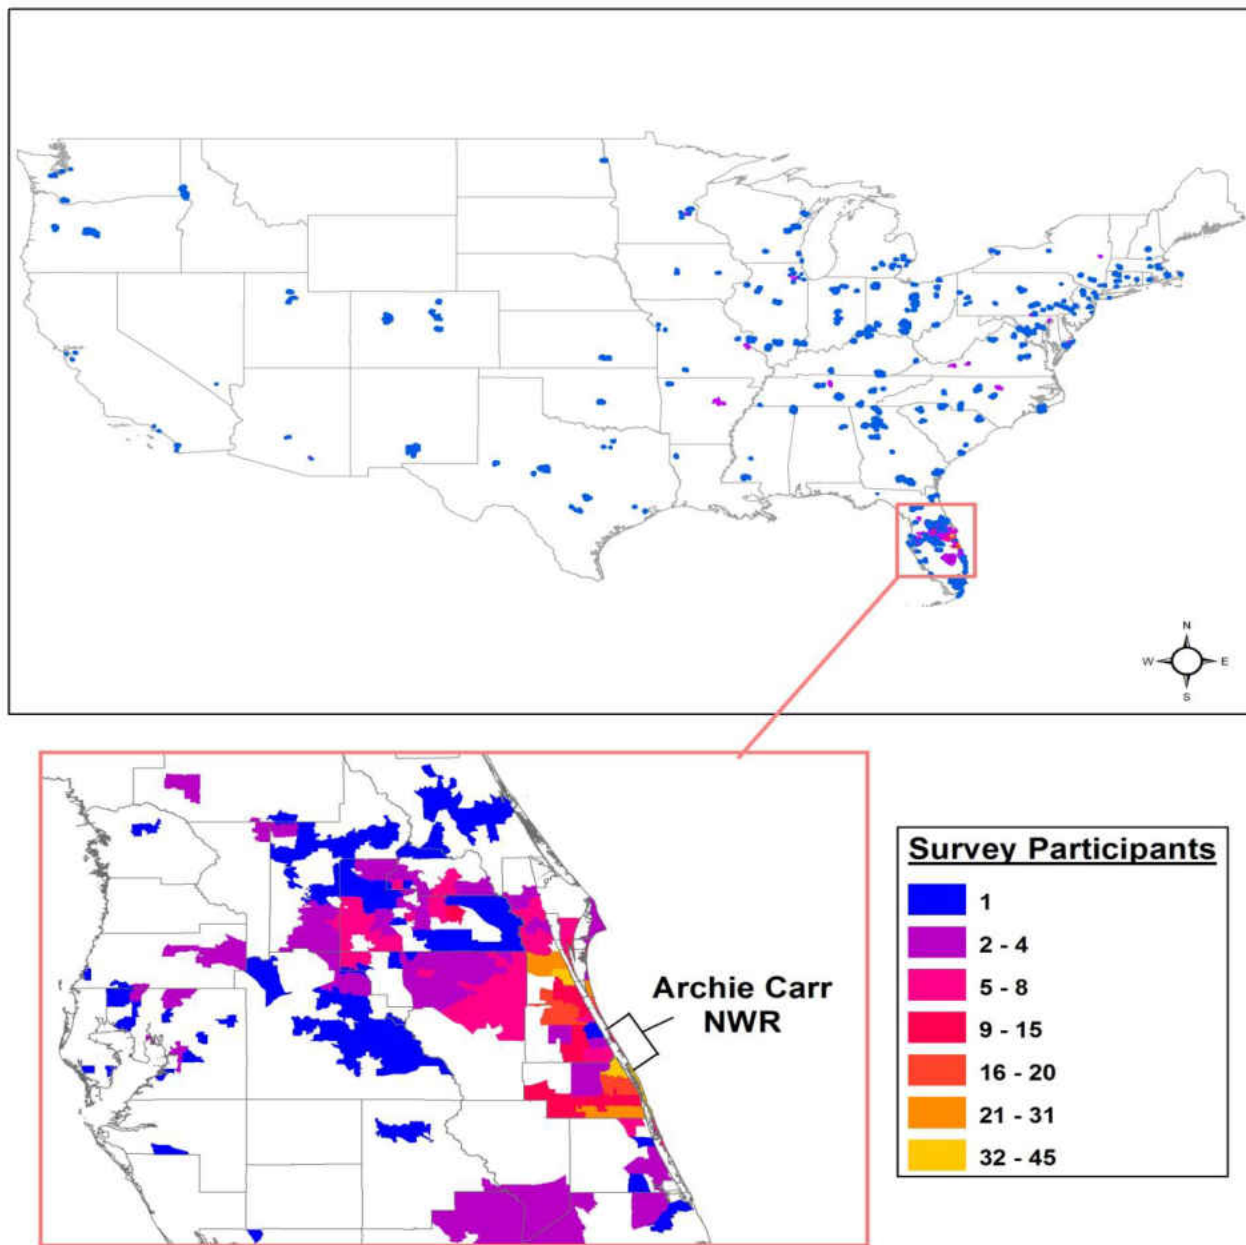 N
W E
S
Archie Carr
NWR
Survey Participants
1
2 - 4
5 - 8
9 - 15
16 - 20
21 - 31
32 - 45